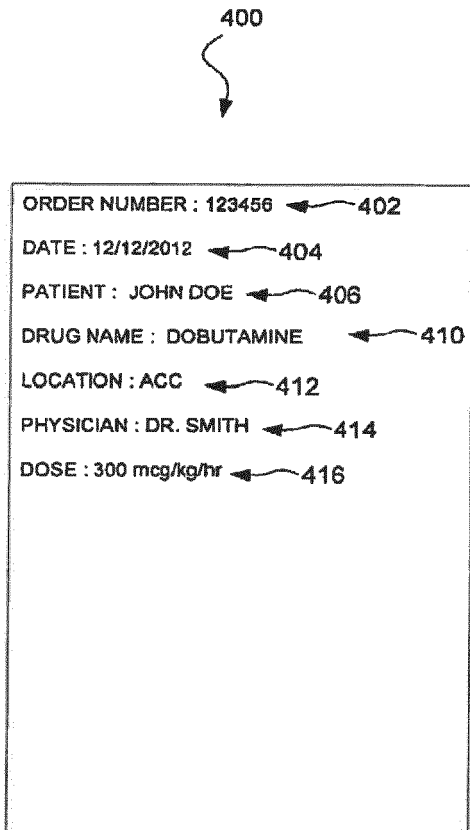 400
ORDER NUMBER : 123456 402
DATE : 12/12/2012 404
PATIENT : JOHN DOE 406
DRUG NAME : DOBUTAMINE 410
LOCATION : ACC 412
PHYSICIAN : DR. SMITH 414
DOSE : 300 mcg/kg/hr 416